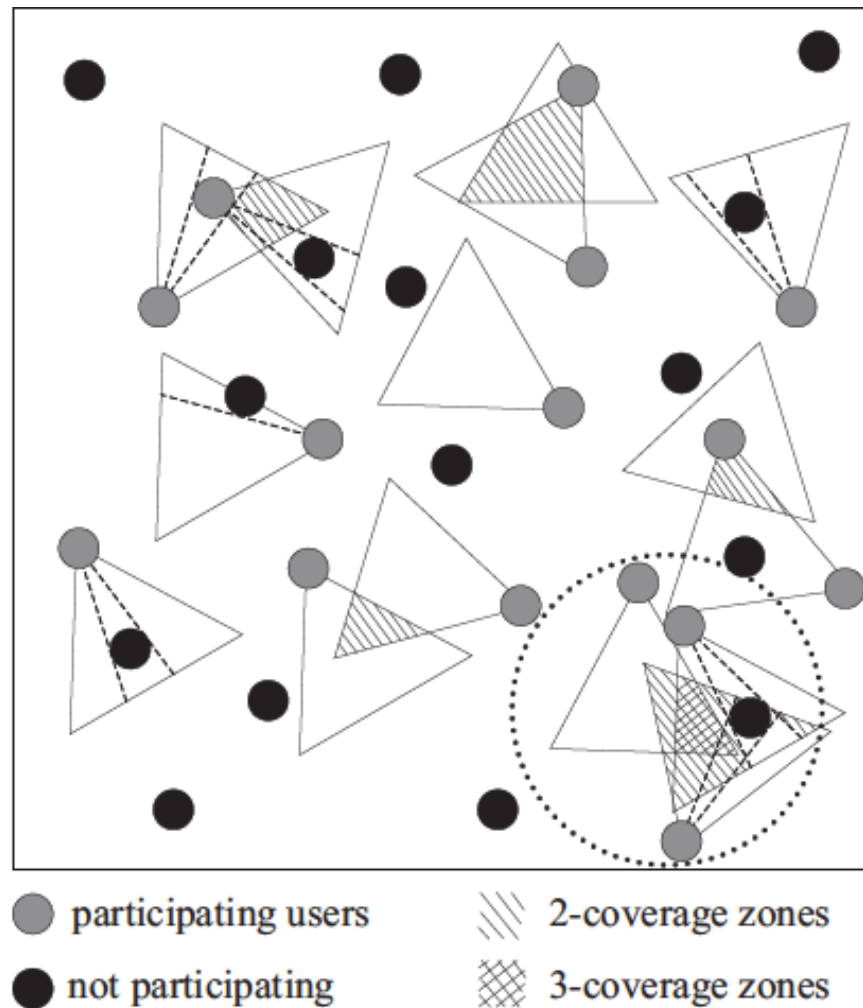 participating users
2-coverage zones
not participating
3-coverage zones